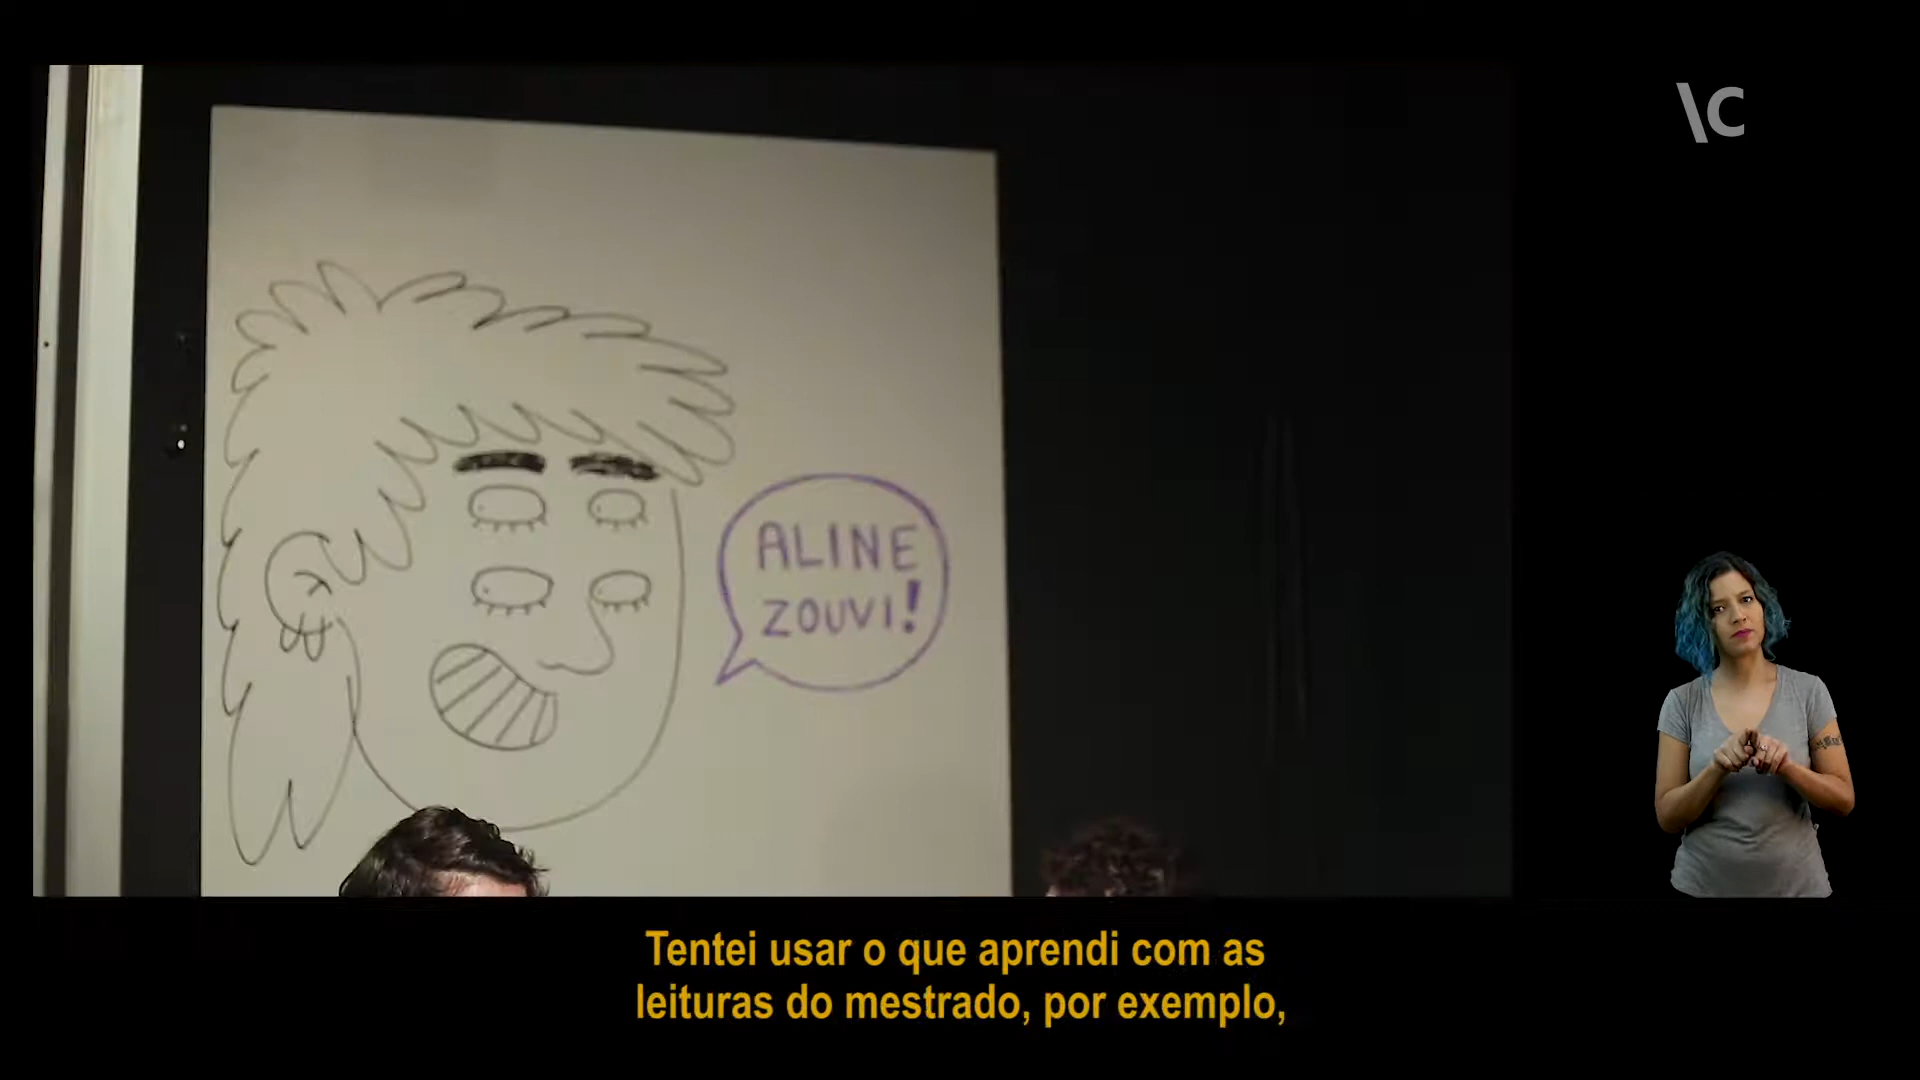 \C
ALINE
ZOUVI!
Tentei usar o que aprendi com as
leituras do mestrado, por exemplo,